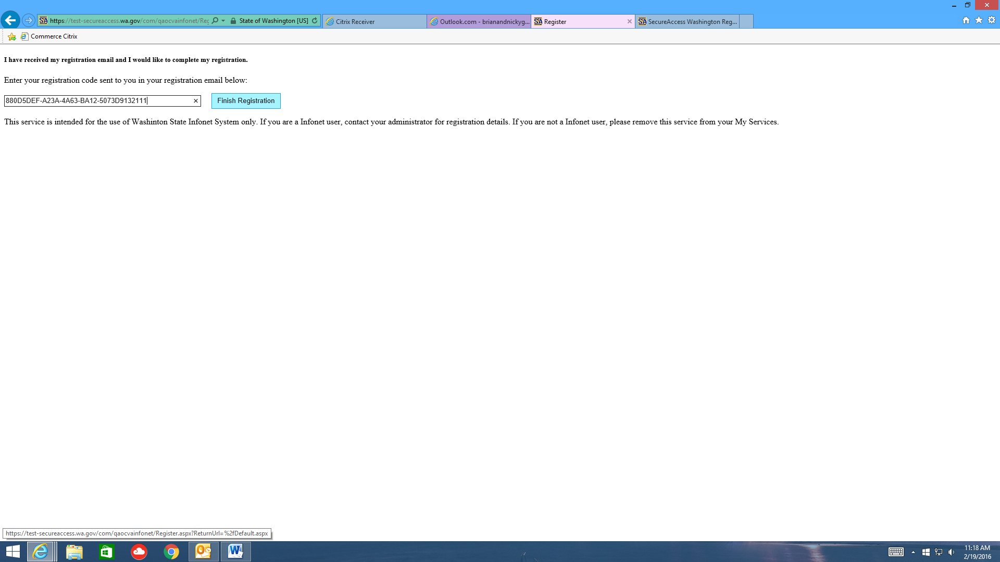 https://test-secureaccess.wa.gov/com/qaocvainfonet/Reg
State of Washington [US]
Citrix Receiver
Outlook.com - brianandnickyg...
Register
SecureAccess Washington Reg...
Commerce Citrix
I have received my registration email and I would like to complete my registration.
Enter your registration code sent to you in your registration email below:
880D5DEF-A23A-4A63-BA12-5073D9132111
Finish Registration
This service is intended for the use of Washinton State Infonet System only. If you are a Infonet user, contact your administrator for registration details. If you are not a Infonet user, please remove this service from your My Services.
https://test-secureaccess.wa.gov/com/qaocvainfonet/Register.aspx?ReturnUrl=%2fDefault.aspx
11:18 AM
2/19/2016